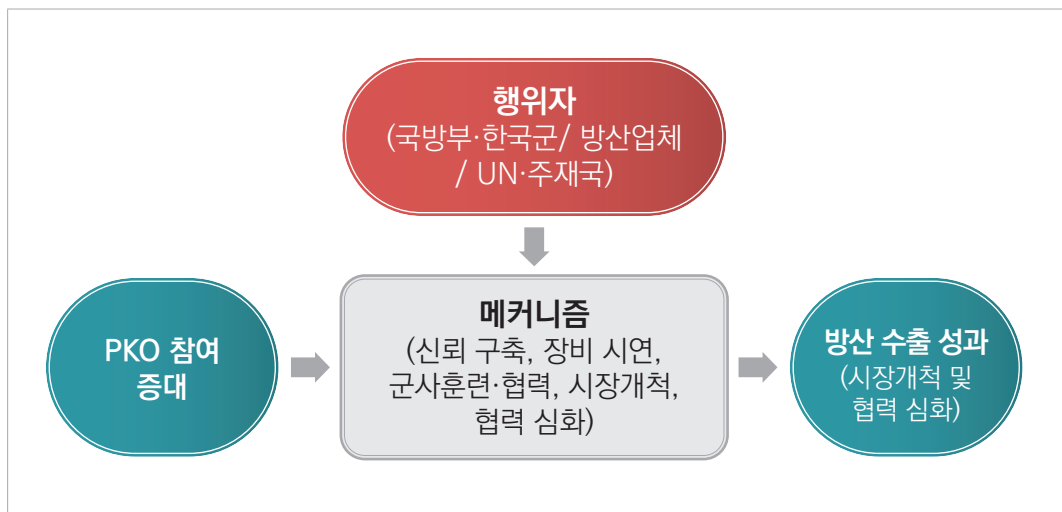 행위자
(국방부·한국군/ 방산업체
/ UN·주재국)
PKO 참여
증대
메커니즘
(신뢰 구축, 장비 시연,
군사훈련·협력, 시장개척,
협력 심화)
방산 수출 성과
(시장개척 및
협력 심화)